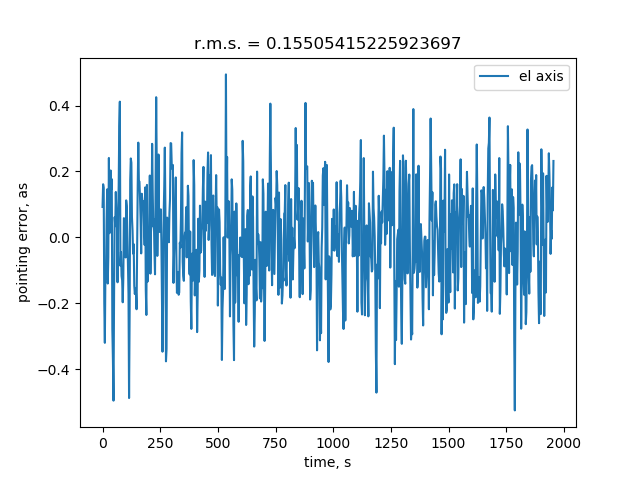 r.m.s. = 0.15505415225923697
el axis
pointing error, as
0.4
0.2
0.0
−0.2
−0.4
0 250 500 750 1000 1250 1500 1750 2000
time, s